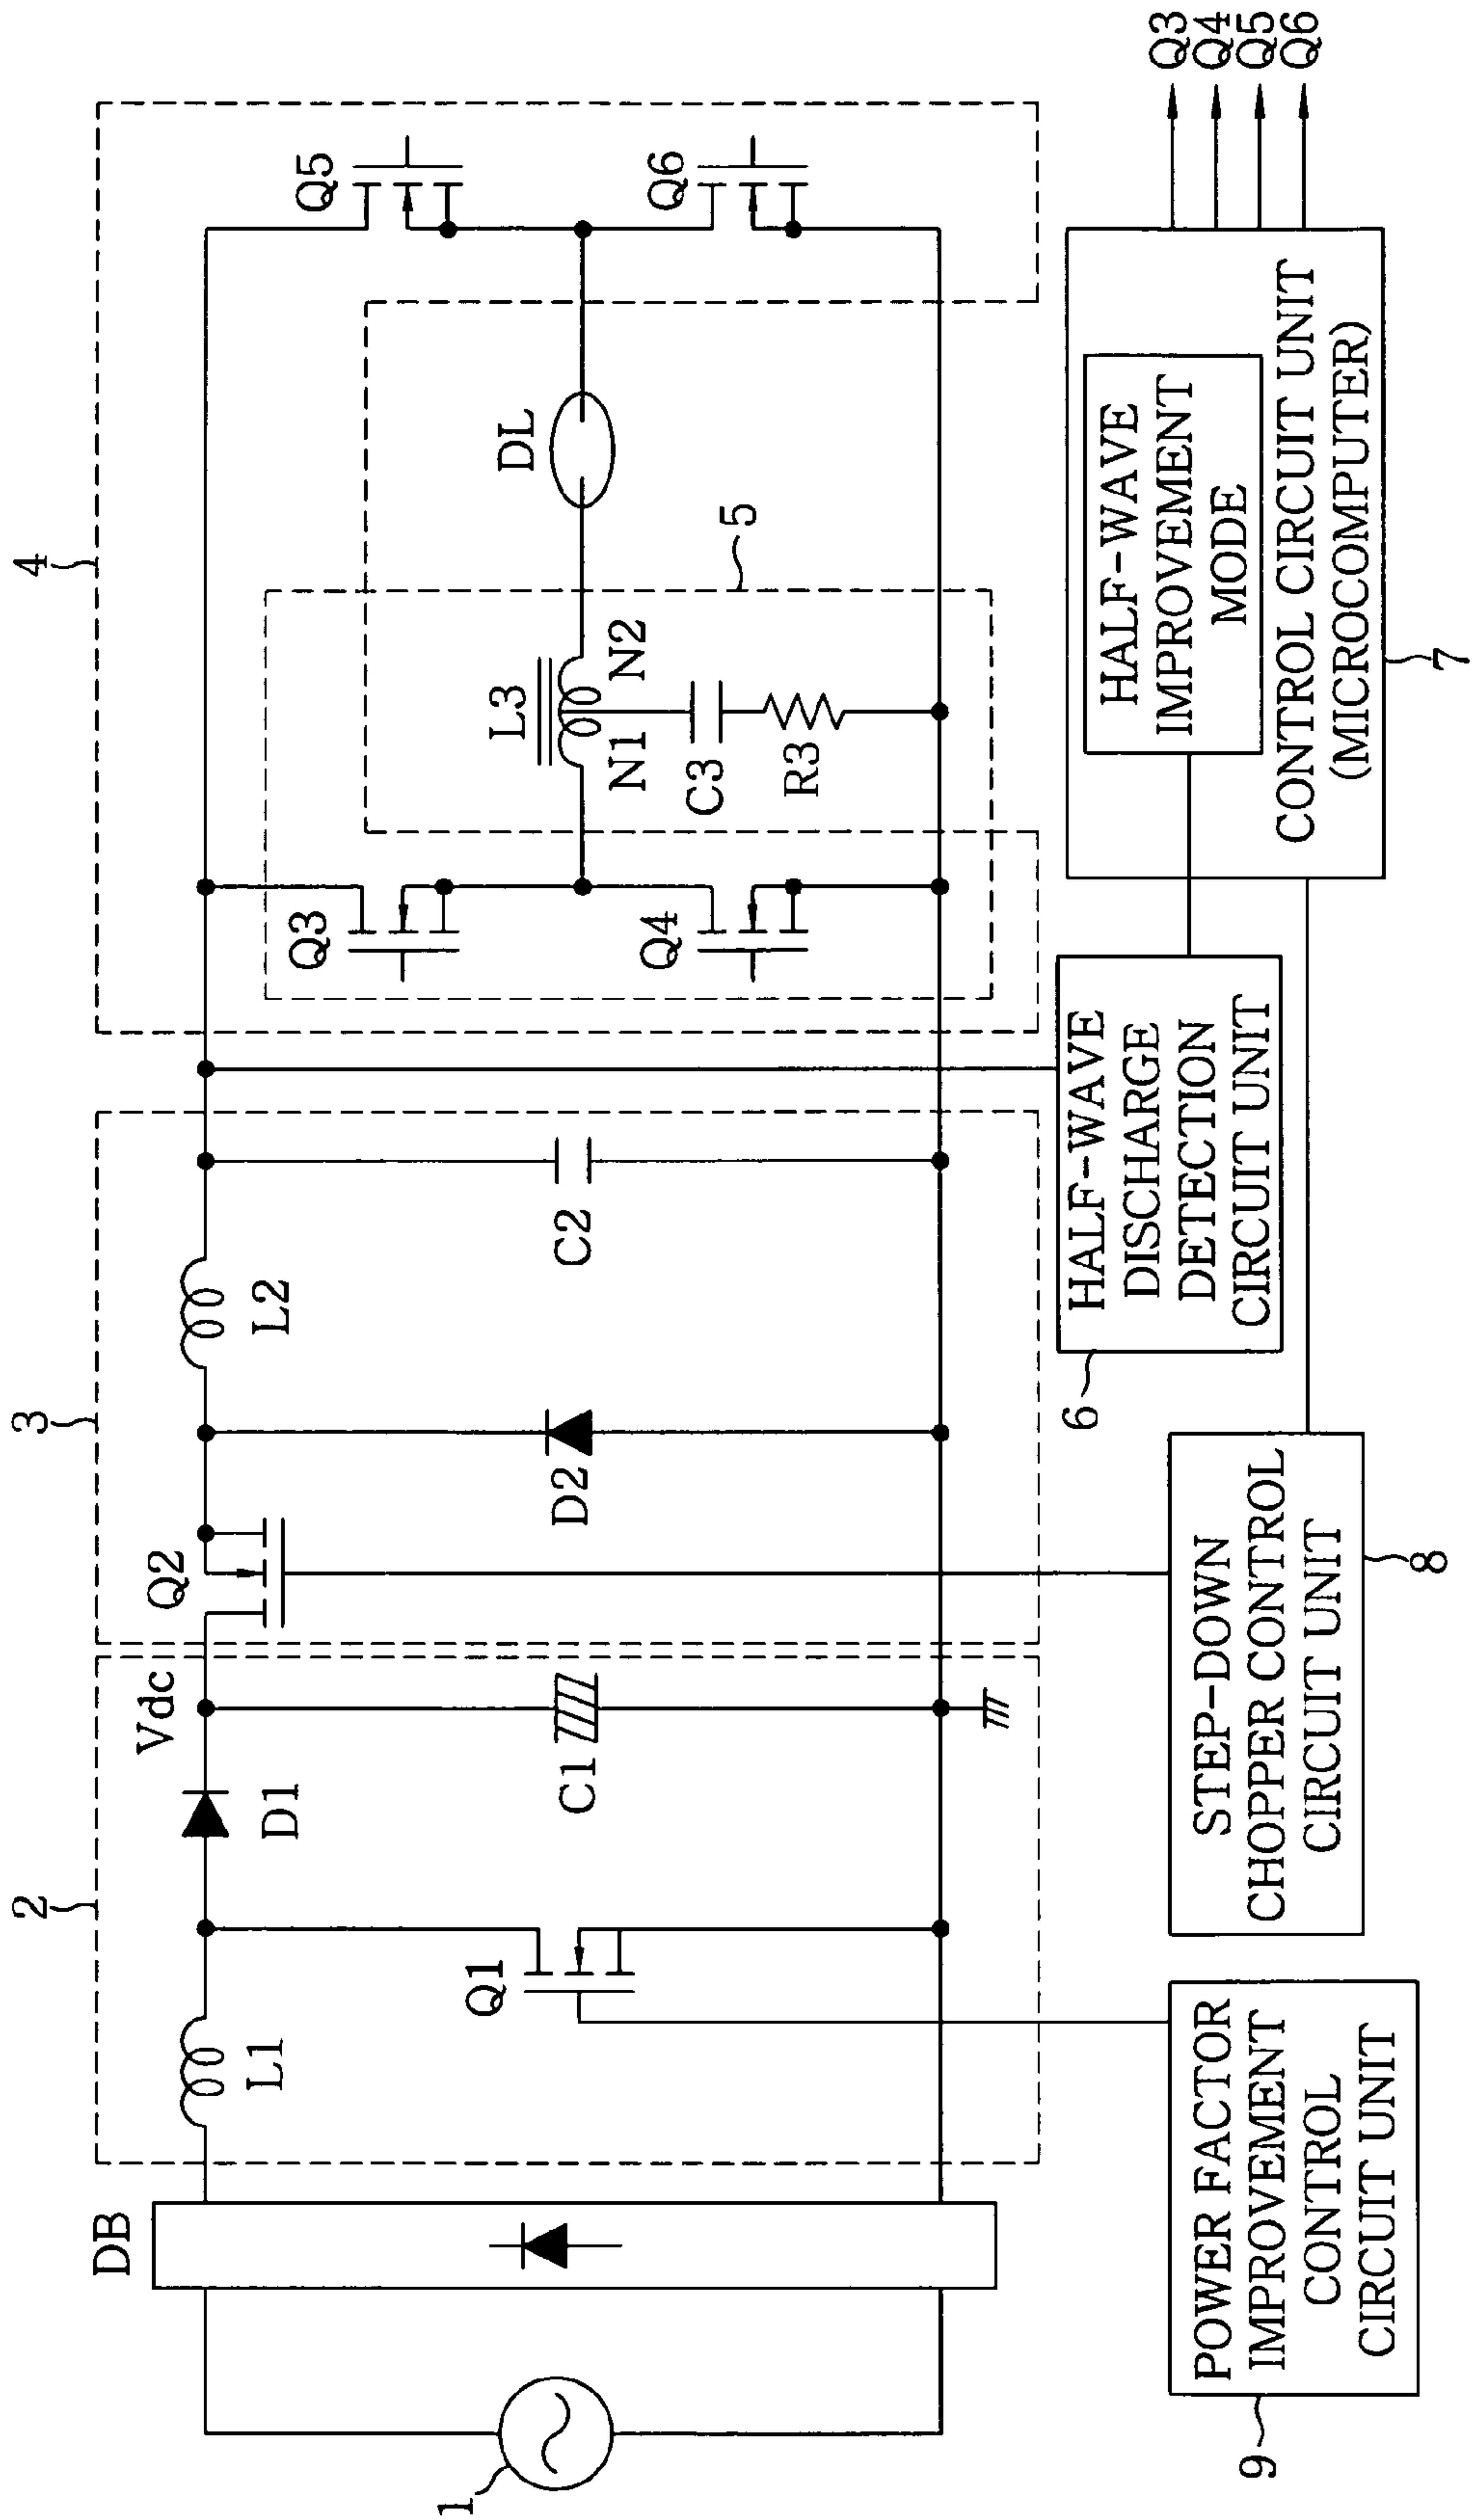 2
3
4
DB
L1
D1
Vdc
Q2
L2
Q1
C1
D2
C2
Q3
Q4
L3
N1 N2
C3
R3
DL
5
Q5
Q6
1
POWER FACTOR
IMPROVEMENT
CONTROL
CIRCUIT UNIT
9
STEP-DOWN
CHOPPER CONTROL
CIRCUIT UNIT
8
6
HALF-WAVE
DISCHARGE
DETECTION
CIRCUIT UNIT
HALF-WAVE
IMPROVEMENT
MODE
CONTROL CIRCUIT UNIT
(MICROCOMPUTER)
7
Q3
Q4
Q5
Q6